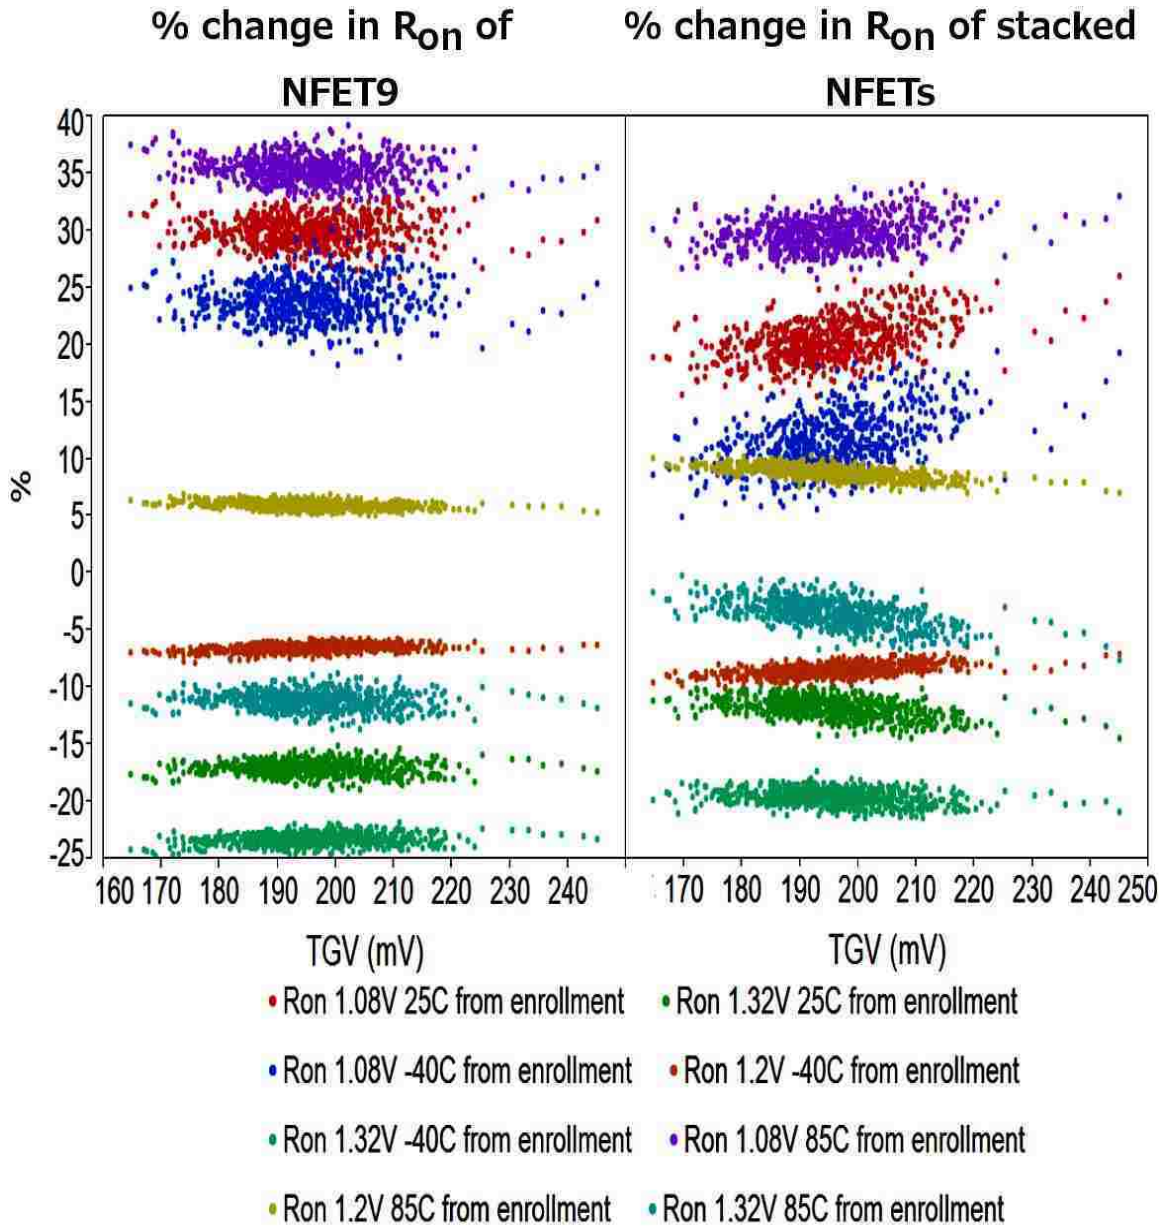 % change in Ron of
NFET9
% change in Ron of stacked
NFETs
40
35
30
25
20
15
10
5
0
-5
-10
-15
-20
-25
%
160 170 180 190 200 210 220 230 240
170 180 190 200 210 220 230 240 250
TGV (mV)
TGV (mV)
Ron 1.08V 25C from enrollment
Ron 1.32V 25C from enrollment
Ron 1.08V -40C from enrollment
Ron 1.2V -40C from enrollment
Ron 1.32V -40C from enrollment
Ron 1.08V 85C from enrollment
Ron 1.2V 85C from enrollment
Ron 1.32V 85C from enrollment